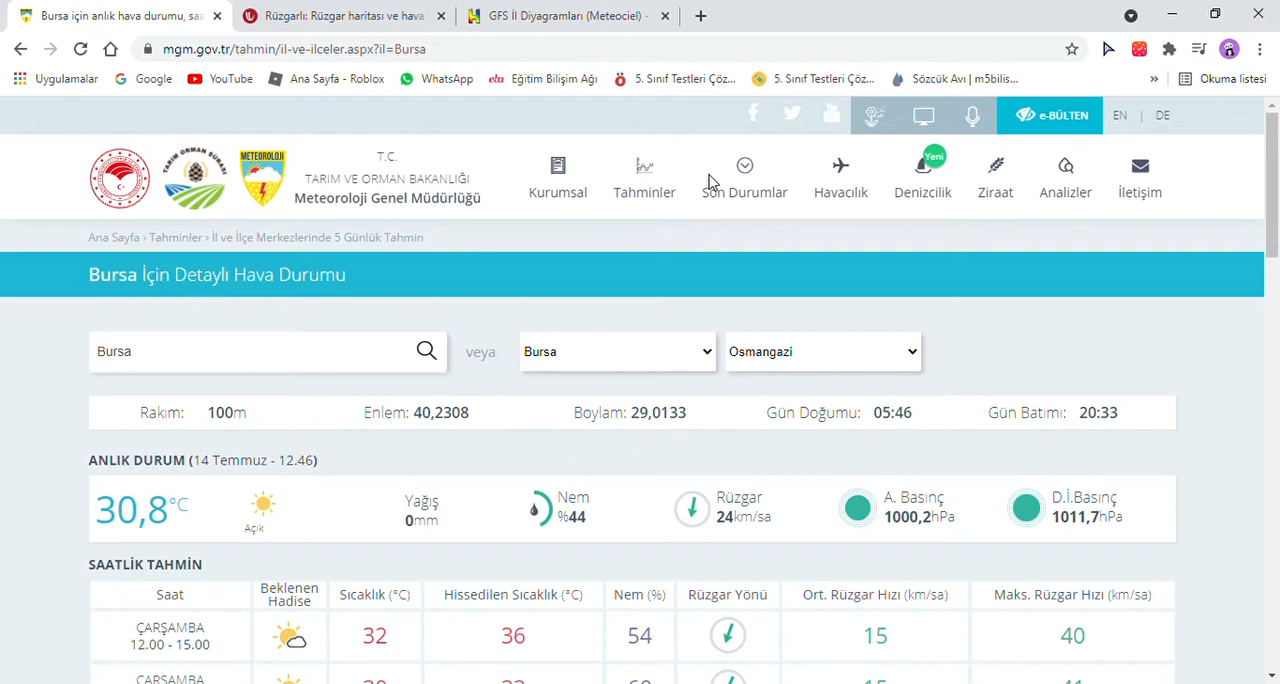 Bursa için anlık hava durumu, saa
Rüzgarlı: Rüzgar haritası ve hava
GFS İl Diyagramları (Meteociel) -
mgm.gov.tr/tahmin/il-ve-ilceler.aspx?il=Bursa
Uygulamalar
Google
YouTube
Ana Sayfa - Roblox
WhatsApp
eba Eğitim Bilişim Ağı
5. Sınıf Testleri Çöz...
5. Sınıf Testleri Çöz...
Sözcük Avı | m5bilis...
»
Okuma listesi
e-BÜLTEN
EN | DE
TARIM ORMAN ŞÛRASI
METEOROLOJİ
T.C.
TARIM VE ORMAN BAKANLIĞI
Meteoroloji Genel Müdürlüğü
Kurumsal
Tahminler
Son Durumlar
Havacılık
Yeni
Denizcilik
Ziraat
Analizler
İletişim
Ana Sayfa › Tahminler › İl ve İlçe Merkezlerinde 5 Günlük Tahmin
Bursa İçin Detaylı Hava Durumu
Bursa
veya
Bursa
Osmangazi
Rakım: 100m
Enlem: 40,2308
Boylam: 29,0133
Gün Doğumu: 05:46
Gün Batımı: 20:33
ANLIK DURUM (14 Temmuz - 12.46)
30,8°C
Açık
Yağış
0mm
Nem
%44
Rüzgar
24km/sa
A. Basınç
1000,2hPa
D.İ.Basınç
1011,7hPa
SAATLİK TAHMİN
Saat
Beklenen
Hadise
Sıcaklık (°C)
Hissedilen Sıcaklık (°C)
Nem (%)
Rüzgar Yönü
Ort. Rüzgar Hızı (km/sa)
Maks. Rüzgar Hızı (km/sa)
ÇARŞAMBA
12.00 - 15.00
32
36
54
15
40
ÇARŞAMBA